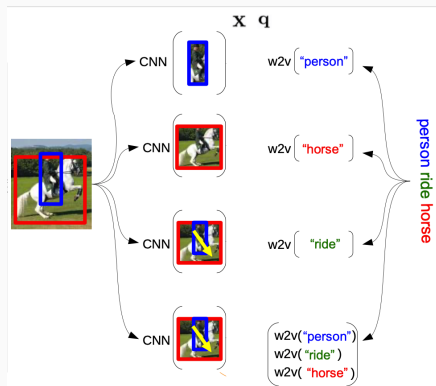 x q
CNN w2v "person"
CNN w2v "horse"
person ride horse
CNN w2v "ride"
CNN w2v("person")
w2v("ride")
w2v("horse")